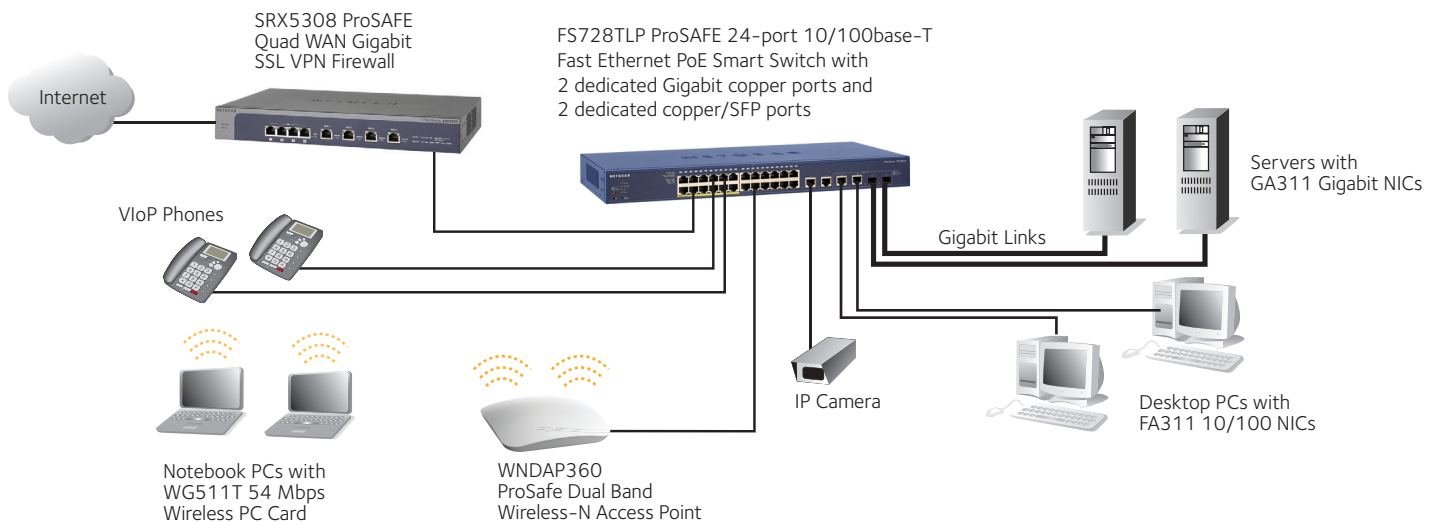 SRX5308 ProSAFE
Quad WAN Gigabit
SSL VPN Firewall
FS728TLP ProSAFE 24-port 10/100base-T
Fast Ethernet PoE Smart Switch with
2 dedicated Gigabit copper ports and
2 dedicated copper/SFP ports
Internet
NETGEAR
NETGEAR
Servers with
GA311 Gigabit NICs
VIoP Phones
Gigabit Links
IP Camera
Desktop PCs with
FA311 10/100 NICs
Notebook PCs with
WG511T 54 Mbps
Wireless PC Card
WNDAP360
ProSafe Dual Band
Wireless-N Access Point